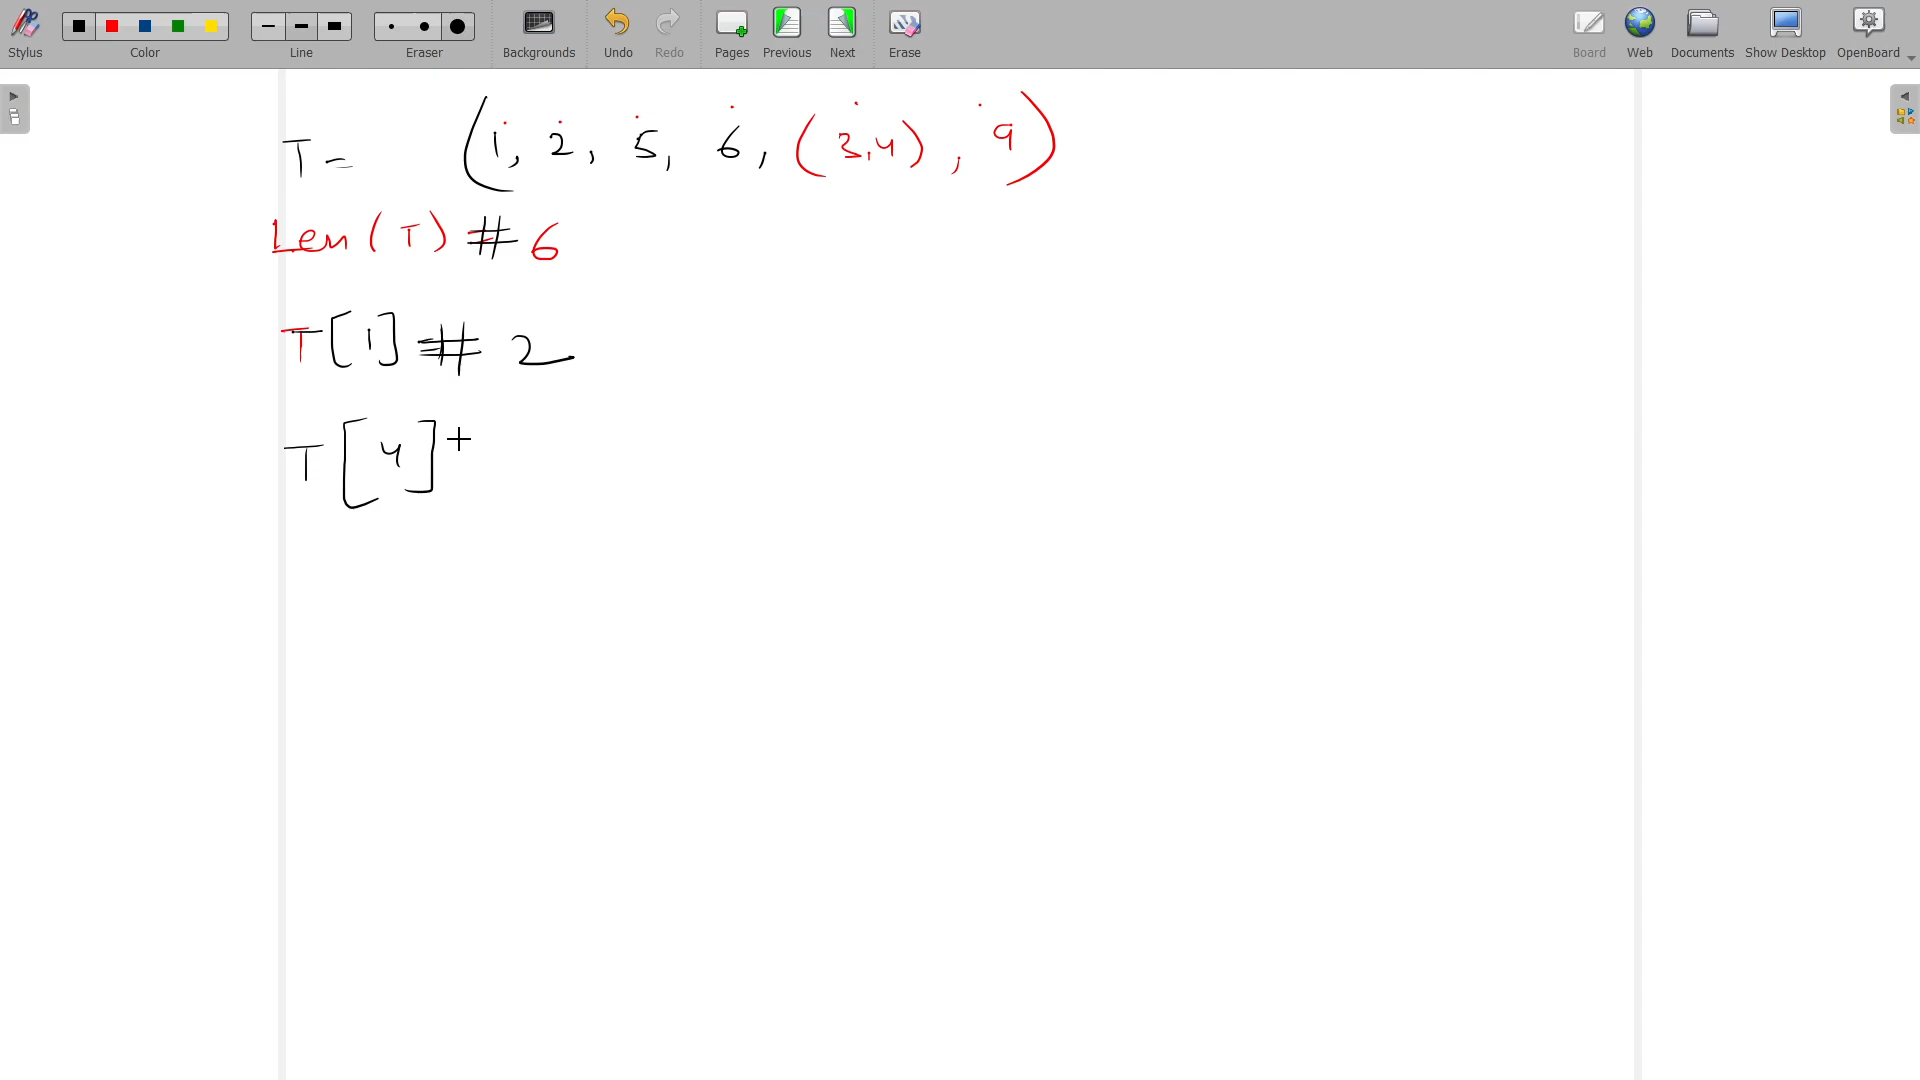 Stylus Color Line Eraser Backgrounds Undo Redo Pages Previous Next Erase Board Web Documents Show Desktop OpenBoard
T = (1, 2, 5, 6, (3,4), 9)
Len (T) # 6
T[1] # 2
T[4]